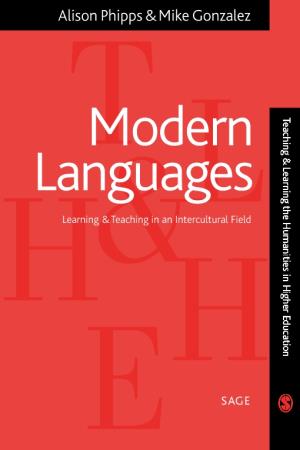 Alison Phipps & Mike Gonzalez
Modern
Languages
Learning & Teaching in an Intercultural Field
Teaching & Learning the Humanities in Higher Education
T
L
&
H
H
E
SAGE
S